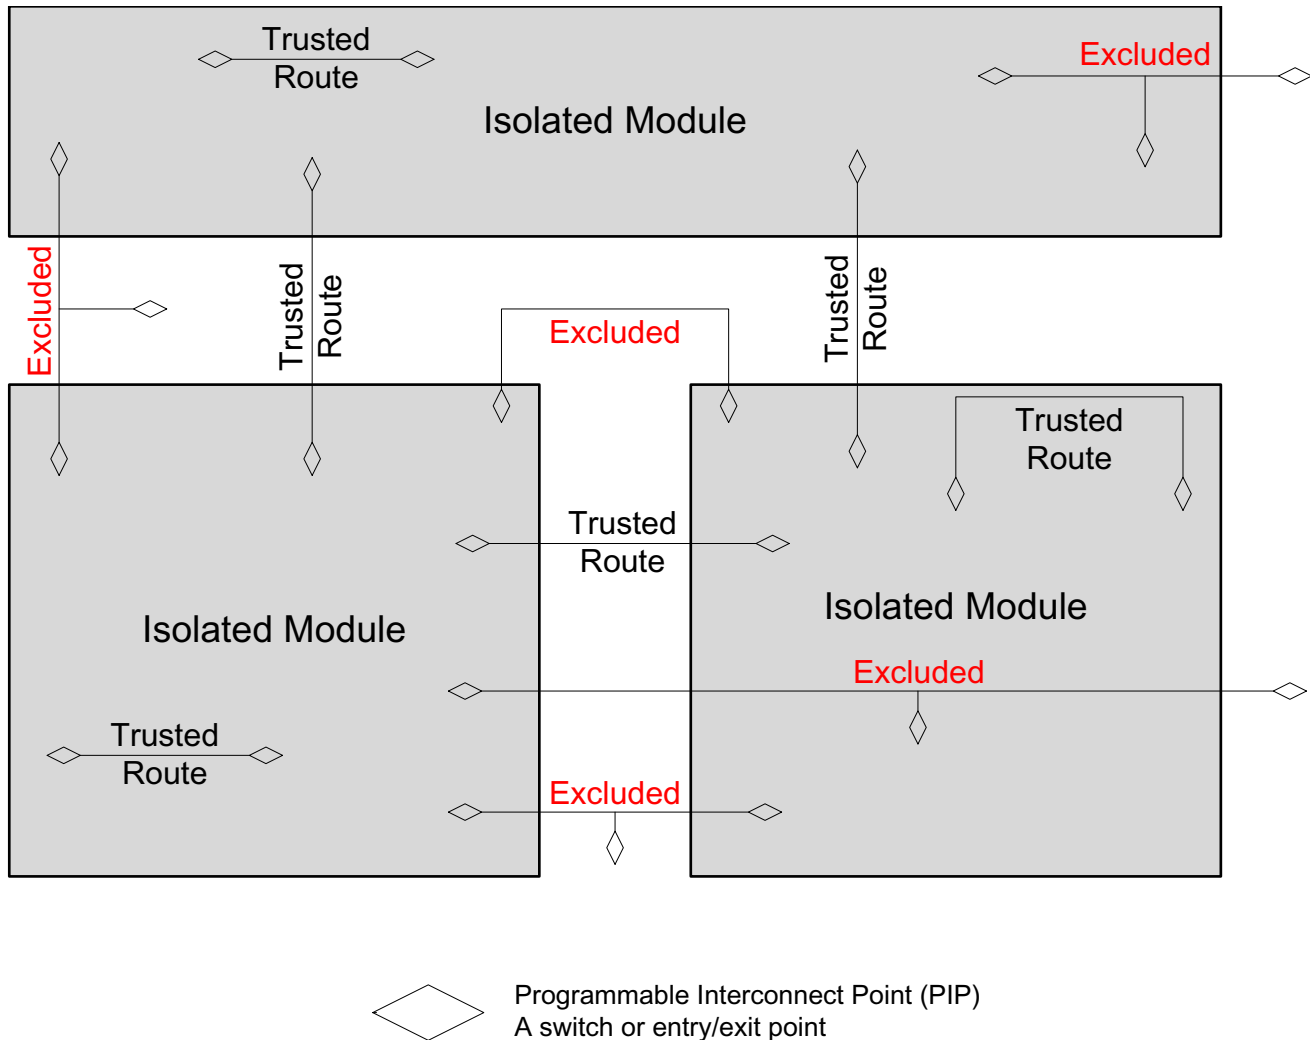 Trusted
Route
Excluded
Isolated Module
Excluded
Trusted
Route
Excluded
Trusted
Route
Trusted
Route
Trusted
Route
Isolated Module
Isolated Module
Excluded
Trusted
Route
Excluded
Programmable Interconnect Point (PIP)
A switch or entry/exit point